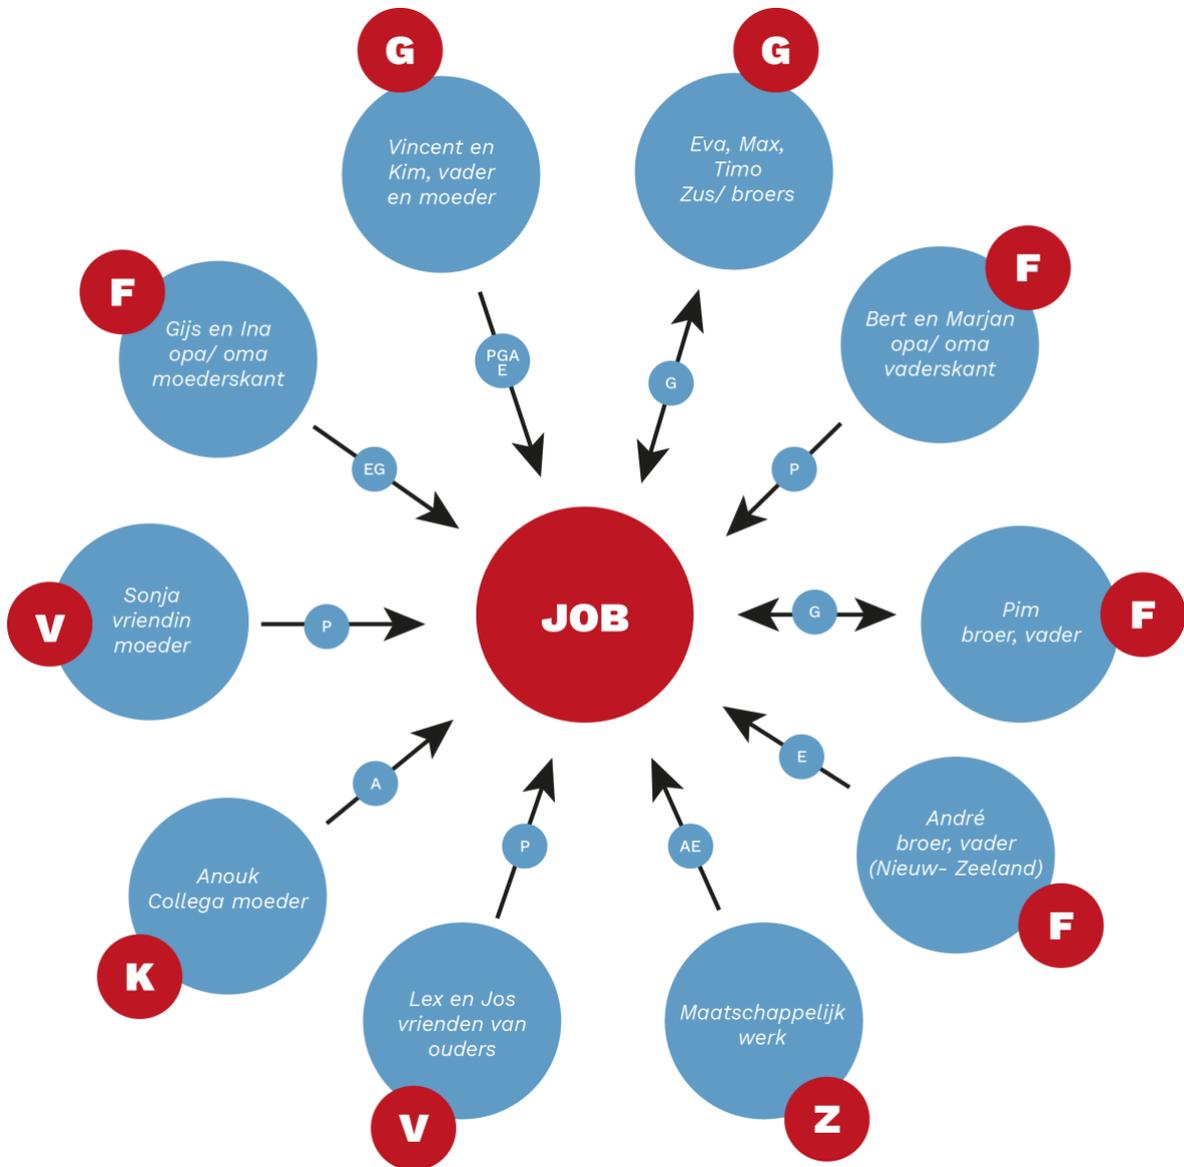 G
Vincent en
Kim, vader
en moeder
G
Eva, Max,
Timo
Zus/ broers
F
Bert en Marjan
opa/ oma
vaderskant
F
Gijs en Ina
opa/ oma
moederskant
PGA
E
G
P
EG
V
Sonja
vriendin
moeder
P
JOB
G
Pim
broer, vader
F
A
P
AE
E
André
broer, vader
(Nieuw- Zeeland)
F
Anouk
Collega moeder
K
Lex en Jos
vrienden van
ouders
V
Maatschappelijk
werk
Z